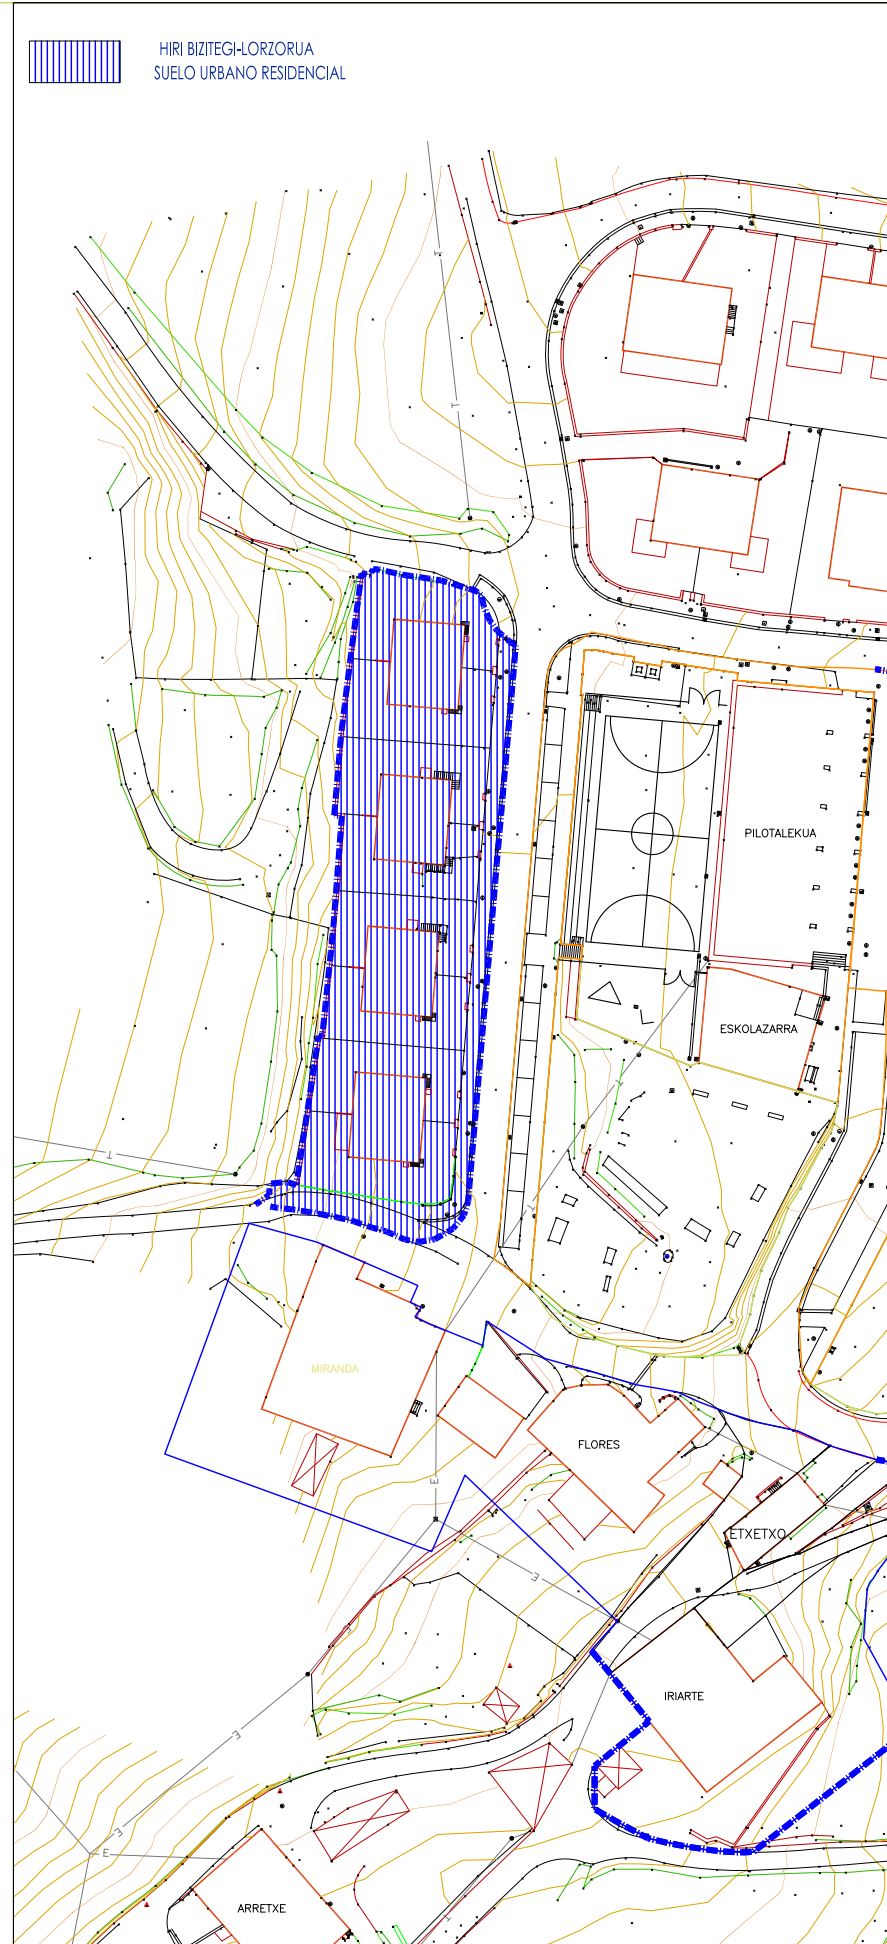 HIRI BIZITEGI-LORZORUA
SUELO URBANO RESIDENCIAL
T
T
PILOTALEKUA
ESKOLAZARRA
T
T
T
MIRANDA
FLORES
E
ETXETXO
E
E
IRIARTE
E
E
E
ARRETXE
T